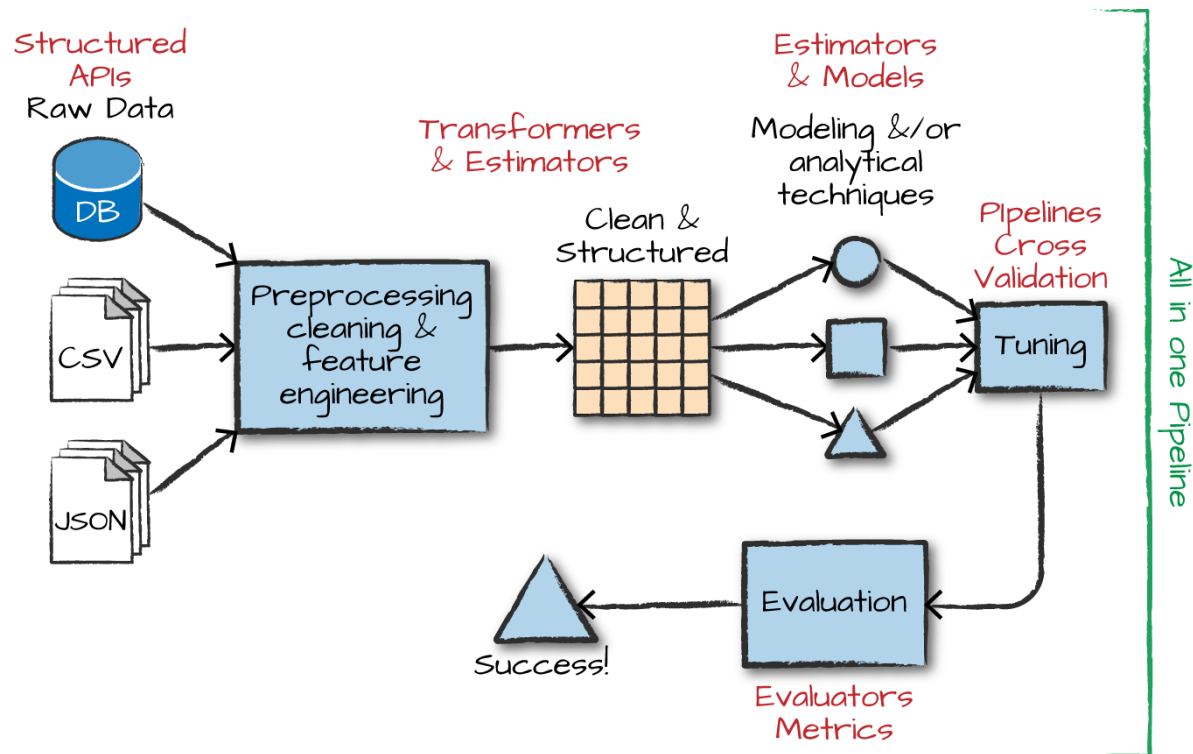 Structured
APIs
Raw Data
DB
CSV
JSON
Preprocessing
cleaning &
feature
engineering
Transformers
& Estimators
Clean &
Structured
Estimators
& Models
Modeling &/or
analytical
techniques
PIpelines
Cross
Validation
Tuning
Evaluation
Evaluators
Metrics
Success!
All in one Pipeline